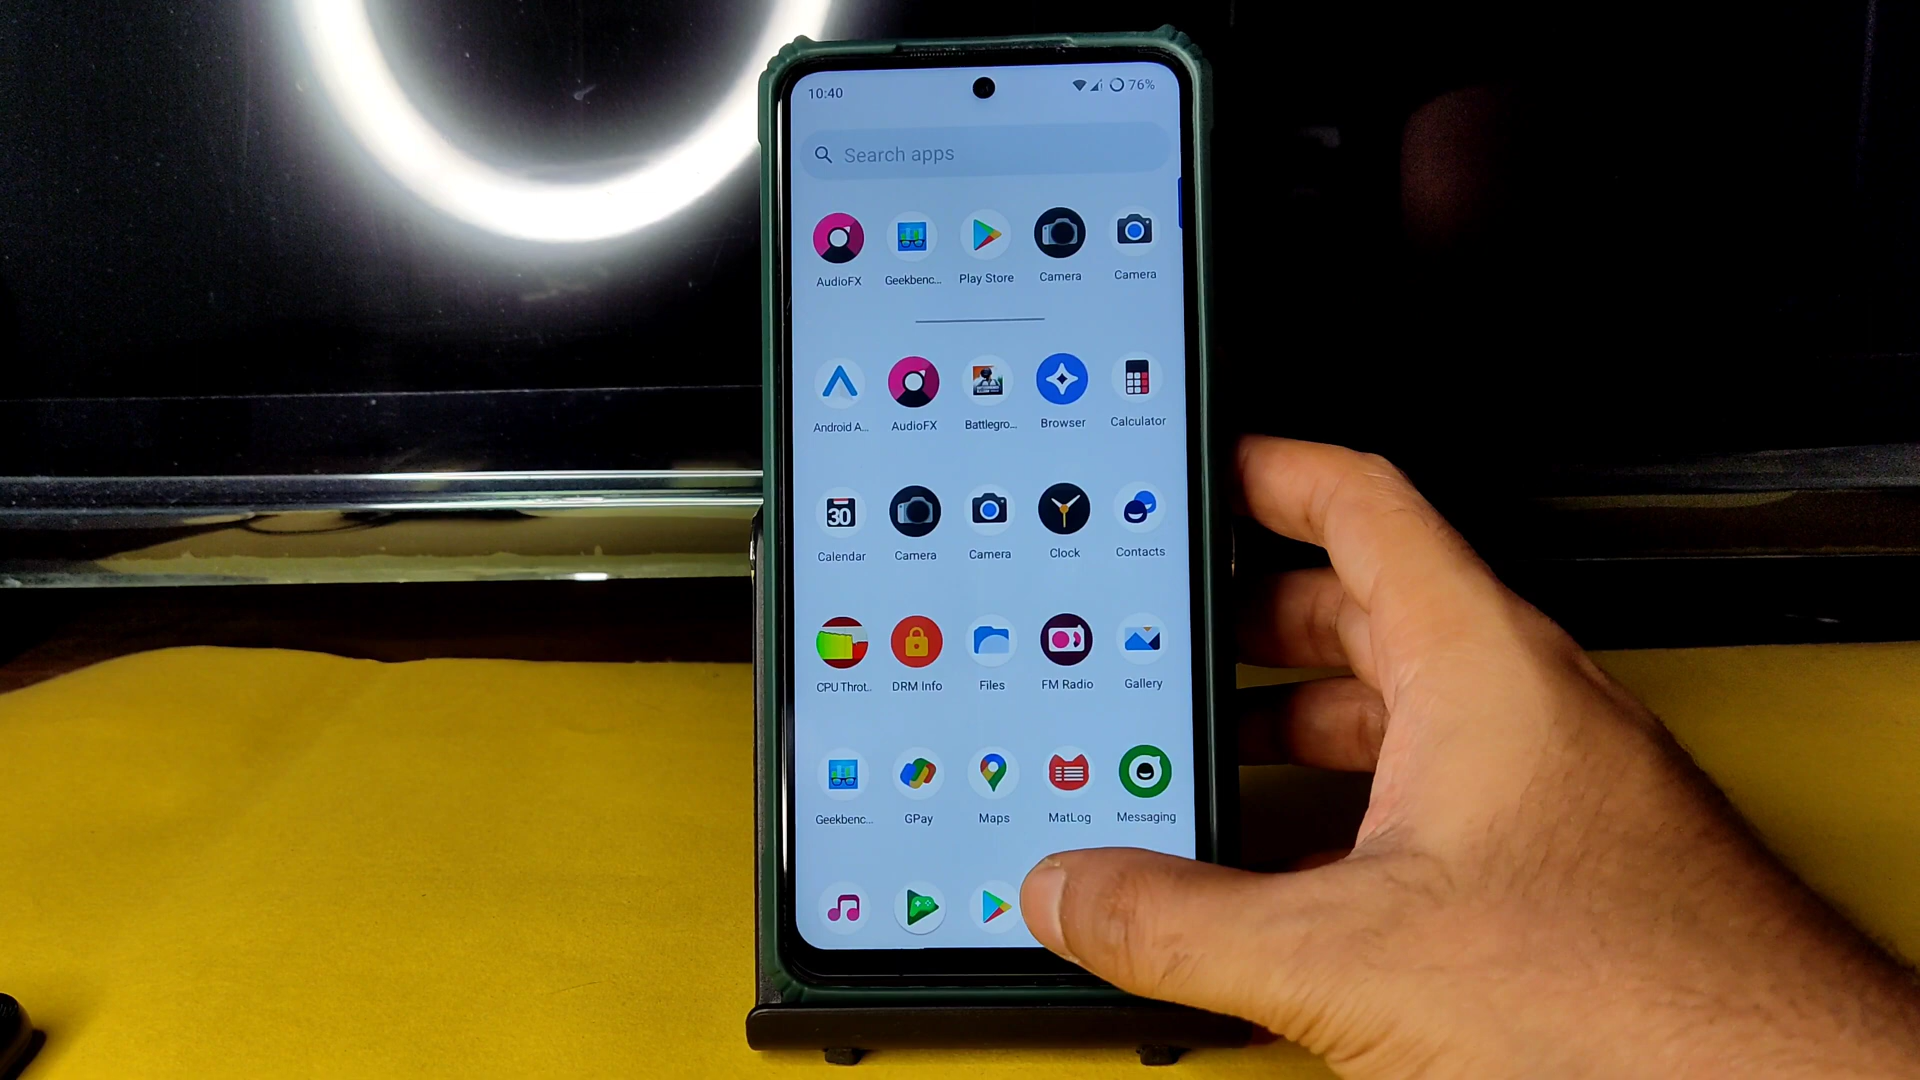 10:40 76%
Search apps
AudioFX Geekbenc... Play Store Camera Camera
Android A... AudioFX Battlegro... Browser Calculator
30
Calendar Camera Camera Clock Contacts
CPU Throt.. DRM Info Files FM Radio Gallery
Geekbenc... GPay Maps MatLog Messaging